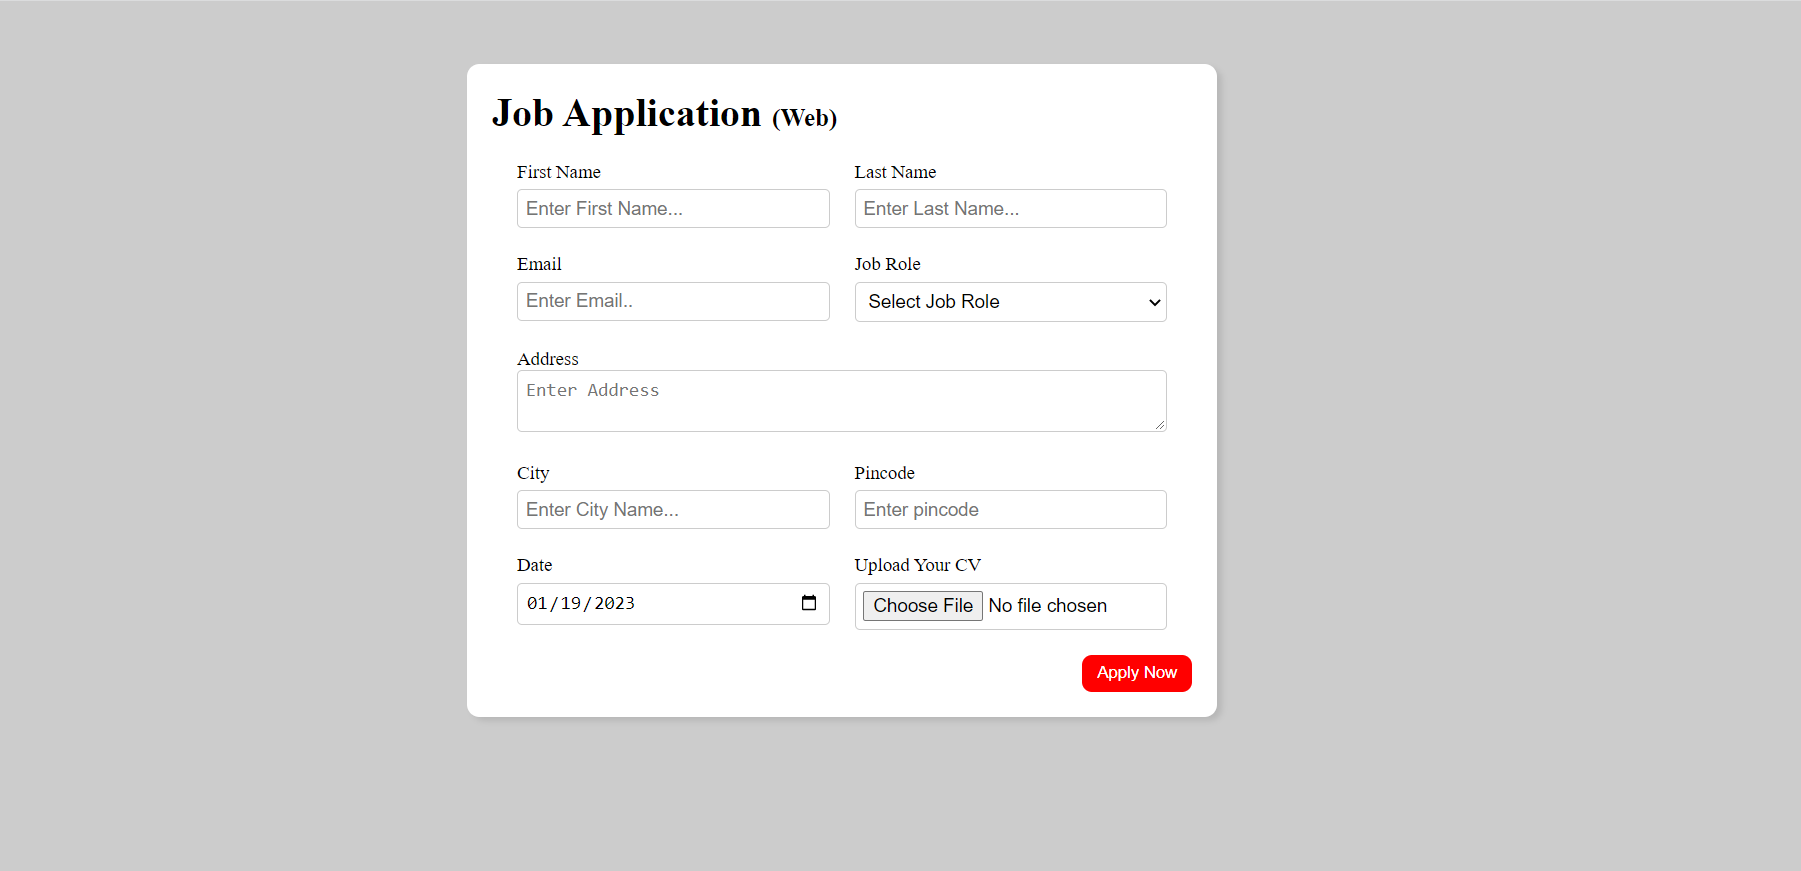 Job Application (Web)
First Name
Last Name
Enter First Name...
Enter Last Name...
Email
Job Role
Enter Email..
Select Job Role
Address
Enter Address
City
Pincode
Enter City Name...
Enter pincode
Date
Upload Your CV
01/19/2023
Choose File No file chosen
Apply Now